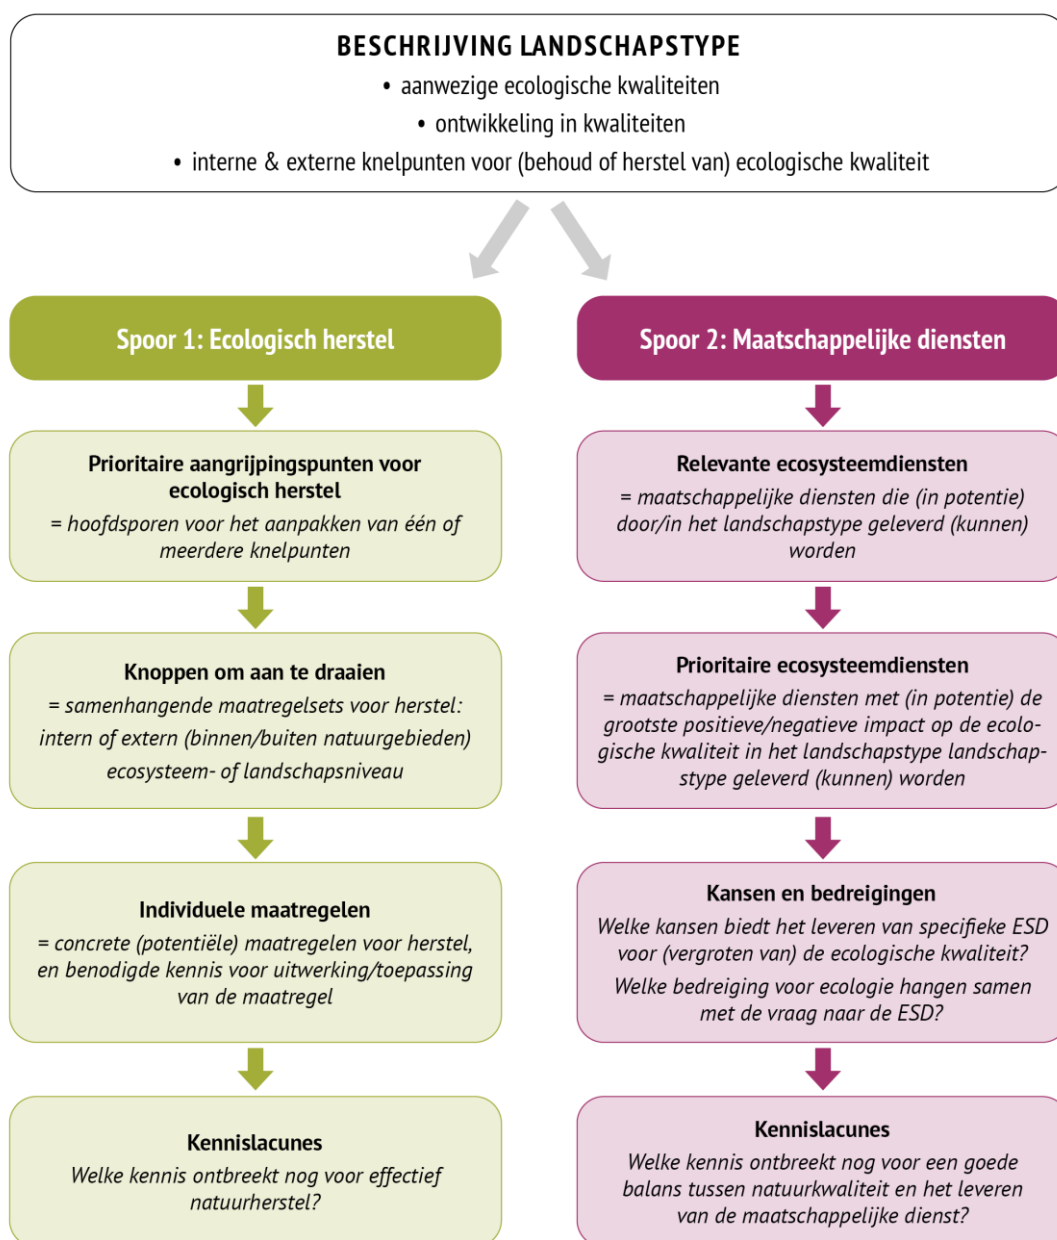 BESCHRIJVING LANDSCHAPSTYPE
• aanwezige ecologische kwaliteiten
• ontwikkeling in kwaliteiten
• interne & externe knelpunten voor (behoud of herstel van) ecologische kwaliteit
Spoor 1: Ecologisch herstel
Prioritaire aangrijpingspunten voor
ecologisch herstel
= hoofdsporen voor het aanpakken van één of
meerdere knelpunten
Knoppen om aan te draaien
= samenhangende maatregelsets voor herstel:
intern of extern (binnen/buiten natuurgebieden)
ecosysteem- of landschapsniveau
Individuele maatregelen
= concrete (potentiële) maatregelen voor herstel,
en benodigde kennis voor uitwerking/toepassing
van de maatregel
Kennislacunes
Welke kennis ontbreekt nog voor effectief
natuurherstel?
Spoor 2: Maatschappelijke diensten
Relevante ecosysteemdiensten
= maatschappelijke diensten die (in potentie)
door/in het landschapstype geleverd (kunnen)
worden
Prioritaire ecosysteemdiensten
= maatschappelijke diensten met (in potentie) de
grootste positieve/negatieve impact op de ecolo-
gische kwaliteit in het landschapstype landschap-
stype geleverd (kunnen) worden
Kansen en bedreigingen
Welke kansen biedt het leveren van specifieke ESD
voor (vergroten van) de ecologische kwaliteit?
Welke bedreiging voor ecologie hangen samen
met de vraag naar de ESD?
Kennislacunes
Welke kennis ontbreekt nog voor een goede
balans tussen natuurkwaliteit en het leveren
van de maatschappelijke dienst?